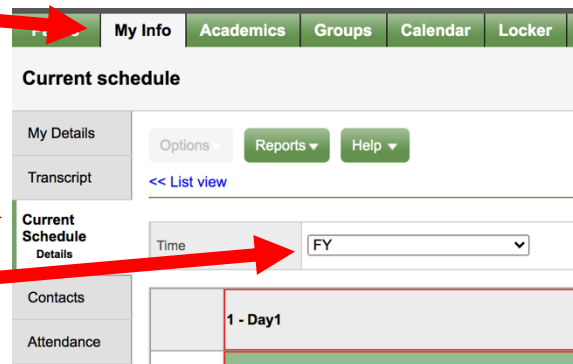 My Info Academics Groups Calendar Locker
Current schedule
My Details
Options Reports Help
Transcript
<< List view
Current
Schedule
Details
Time FY
Contacts
1 - Day1
Attendance